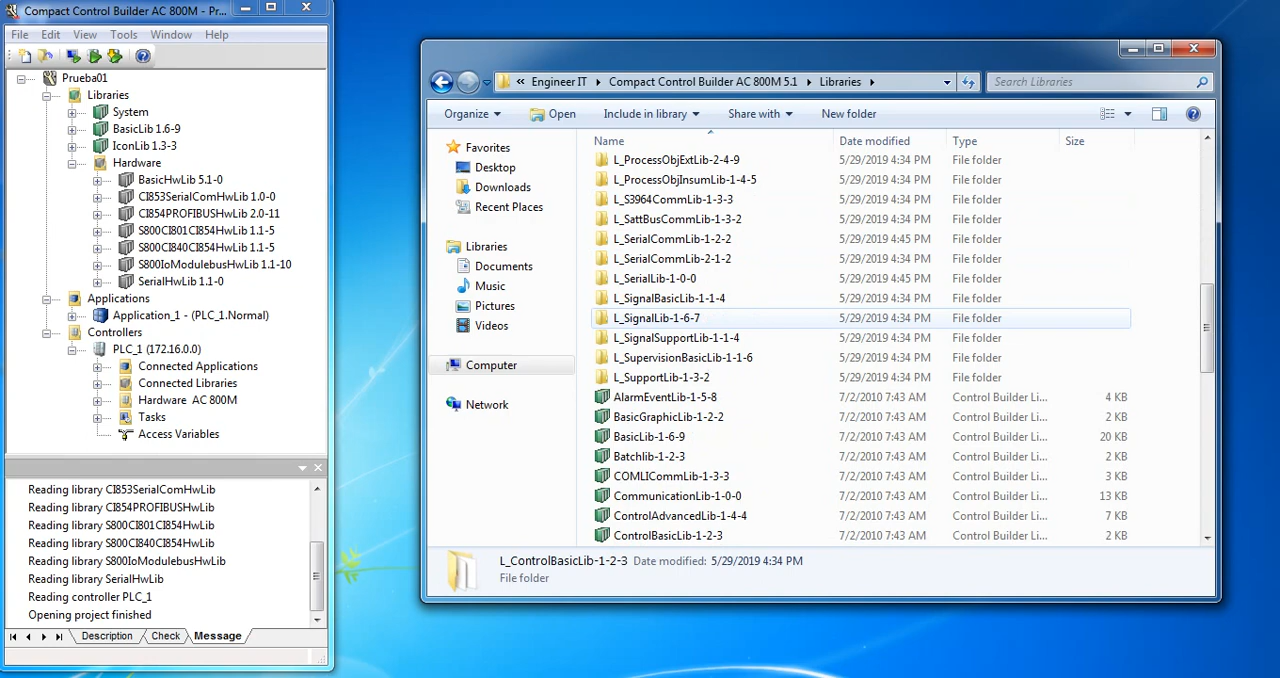 Compact Control Builder AC 800M - Pr...
File Edit View Tools Window Help
Prueba01
Libraries
System
BasicLib 1.6-9
IconLib 1.3-3
Hardware
BasicHwLib 5.1-0
CI853SerialComHwLib 1.0-0
CI854PROFIBUSHwLib 2.0-11
S800CI801CI854HwLib 1.1-5
S800CI840CI854HwLib 1.1-5
S800IoModulebusHwLib 1.1-10
SerialHwLib 1.1-0
Applications
Application_1 - (PLC_1.Normal)
Controllers
PLC_1 (172.16.0.0)
Connected Applications
Connected Libraries
Hardware AC 800M
Tasks
Access Variables
Reading library CI853SerialComHwLib
Reading library CI854PROFIBUSHwLib
Reading library S800CI801CI854HwLib
Reading library S800CI840CI854HwLib
Reading library S800IoModulebusHwLib
Reading library SerialHwLib
Reading controller PLC_1
Opening project finished
Description Check Message
« Engineer IT Compact Control Builder AC 800M 5.1 Libraries
Search Libraries
Organize Open Include in library Share with New folder
Favorites
Desktop
Downloads
Recent Places
Libraries
Documents
Music
Pictures
Videos
Computer
Network
Name Date modified Type Size
L_ProcessObjExtLib-2-4-9 5/29/2019 4:34 PM File folder
L_ProcessObjInsumLib-1-4-5 5/29/2019 4:34 PM File folder
L_S3964CommLib-1-3-3 5/29/2019 4:34 PM File folder
L_SattBusCommLib-1-3-2 5/29/2019 4:34 PM File folder
L_SerialCommLib-1-2-2 5/29/2019 4:45 PM File folder
L_SerialCommLib-2-1-2 5/29/2019 4:34 PM File folder
L_SerialLib-1-0-0 5/29/2019 4:45 PM File folder
L_SignalBasicLib-1-1-4 5/29/2019 4:34 PM File folder
L_SignalLib-1-6-7 5/29/2019 4:34 PM File folder
L_SignalSupportLib-1-1-4 5/29/2019 4:34 PM File folder
L_SupervisionBasicLib-1-1-6 5/29/2019 4:34 PM File folder
L_SupportLib-1-3-2 5/29/2019 4:34 PM File folder
AlarmEventLib-1-5-8 7/2/2010 7:43 AM Control Builder Li... 4 KB
BasicGraphicLib-1-2-2 7/2/2010 7:43 AM Control Builder Li... 2 KB
BasicLib-1-6-9 7/2/2010 7:43 AM Control Builder Li... 20 KB
Batchlib-1-2-3 7/2/2010 7:43 AM Control Builder Li... 2 KB
COMLICommLib-1-3-3 7/2/2010 7:43 AM Control Builder Li... 3 KB
CommunicationLib-1-0-0 7/2/2010 7:43 AM Control Builder Li... 13 KB
ControlAdvancedLib-1-4-4 7/2/2010 7:43 AM Control Builder Li... 7 KB
ControlBasicLib-1-2-3 7/2/2010 7:43 AM Control Builder Li... 2 KB
L_ControlBasicLib-1-2-3 Date modified: 5/29/2019 4:34 PM
File folder